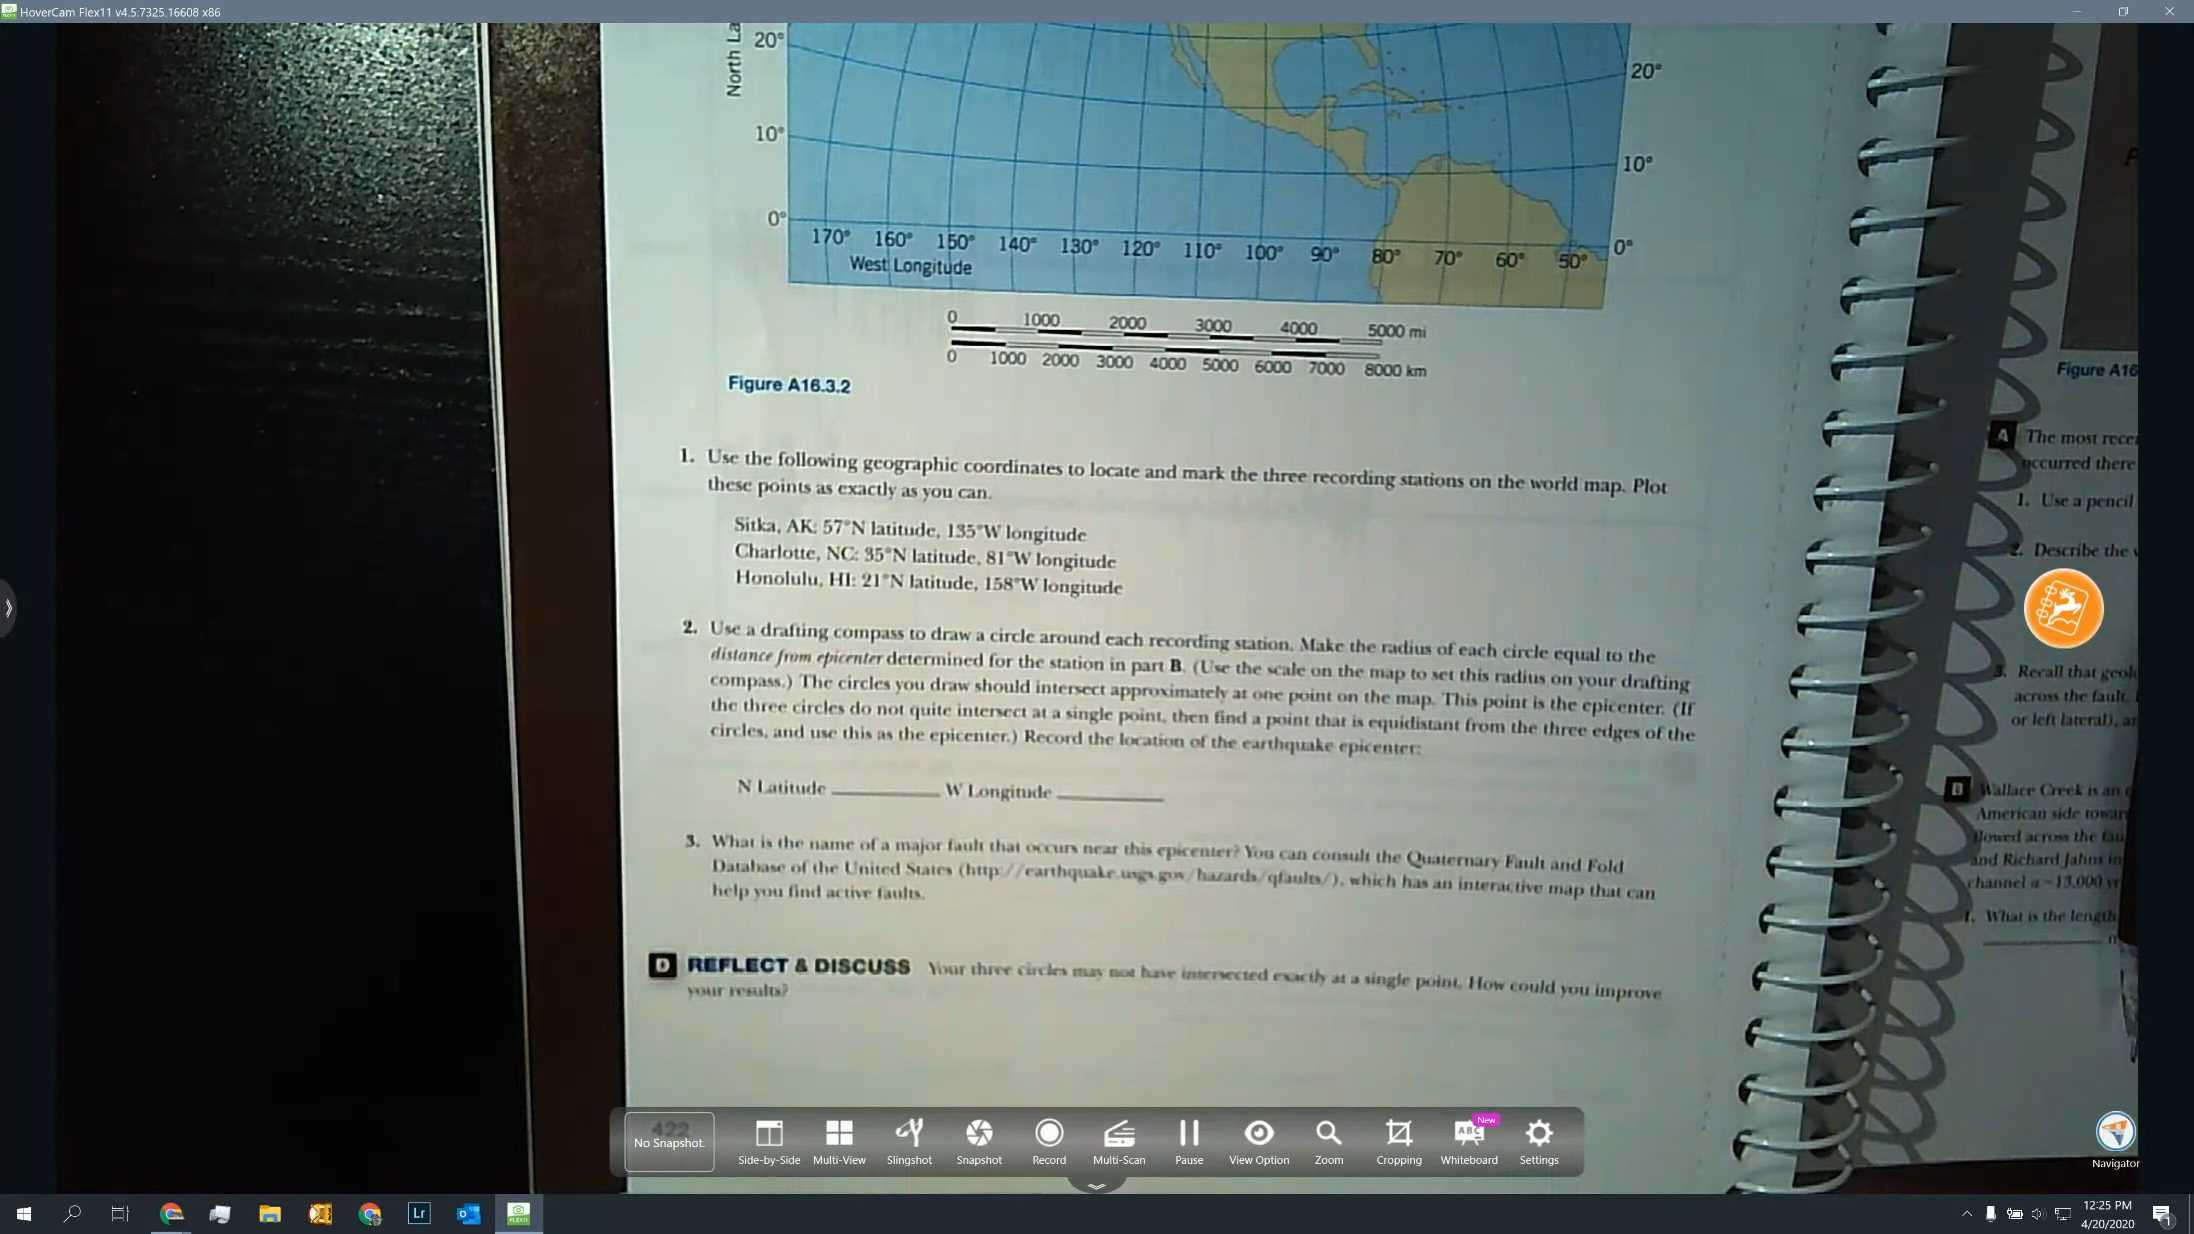 HoverCam Flex11 v4.5.7325.16608 x86
North La
20°
20°
10°
10°
0°
0°
170° 160° 150° 140° 130° 120° 110° 100° 90° 80° 70° 60° 50°
West Longitude
0 1000 2000 3000 4000 5000 mi
0 1000 2000 3000 4000 5000 6000 7000 8000 km
Figure A16.3.2
1. Use the following geographic coordinates to locate and mark the three recording stations on the world map. Plot
these points as exactly as you can.
Sitka, AK: 57°N latitude, 135°W longitude
Charlotte, NC: 35°N latitude, 81°W longitude
Honolulu, HI: 21°N latitude, 158°W longitude
2. Use a drafting compass to draw a circle around each recording station. Make the radius of each circle equal to the
distance from epicenter determined for the station in part B. (Use the scale on the map to set this radius on your drafting
compass.) The circles you draw should intersect approximately at one point on the map. This point is the epicenter. (If
the three circles do not quite intersect at a single point, then find a point that is equidistant from the three edges of the
circles, and use this as the epicenter.) Record the location of the earthquake epicenter:
N Latitude __________ W Longitude __________
3. What is the name of a major fault that occurs near this epicenter? You can consult the Quaternary Fault and Fold
Database of the United States (http://earthquake.usgs.gov/hazards/qfaults/), which has an interactive map that can
help you find active faults.
D REFLECT & DISCUSS Your three circles may not have intersected exactly at a single point. How could you improve
your results?
422
Figure A16
A The most recen
occurred there
1. Use a pencil
2. Describe the
3. Recall that geol
across the fault.
or left lateral), an
B Wallace Creek is an
American side towar
flowed across the fau
and Richard Jahns in
channel a ~13,000 yr
1. What is the length
No Snapshot.
Side-by-Side Multi-View Slingshot Snapshot Record Multi-Scan Pause View Option Zoom Cropping Whiteboard Settings
New
ABC
Navigator
Lr
FLEX11
12:25 PM
4/20/2020
1